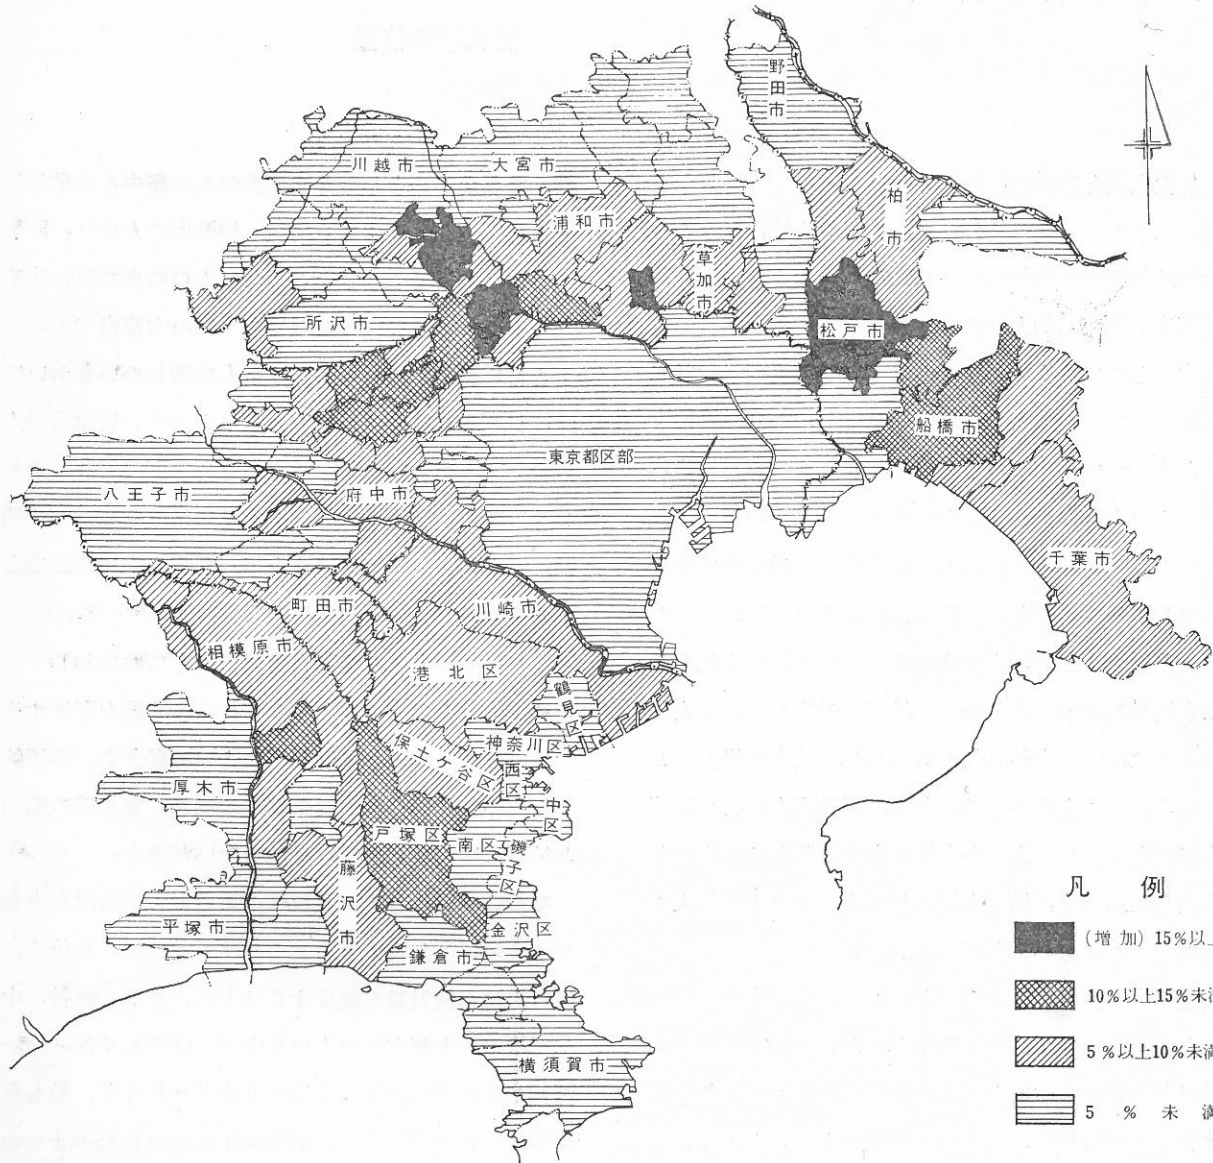 野田市
川越市
大宮市
柏市
浦和市
草加市
所沢市
松戸市
船橋市
東京都区部
八王子市
府中市
千葉市
町田市
川崎市
相模原市
港北区
鶴見区
神奈川区
保土ヶ谷区
西区
厚木市
中区
戸塚区
南区
磯子区
藤沢市
平塚市
金沢区
鎌倉市
横須賀市
凡 例
(増加) 15%以上
10%以上15%未満
5%以上10%未満
5 % 未 満